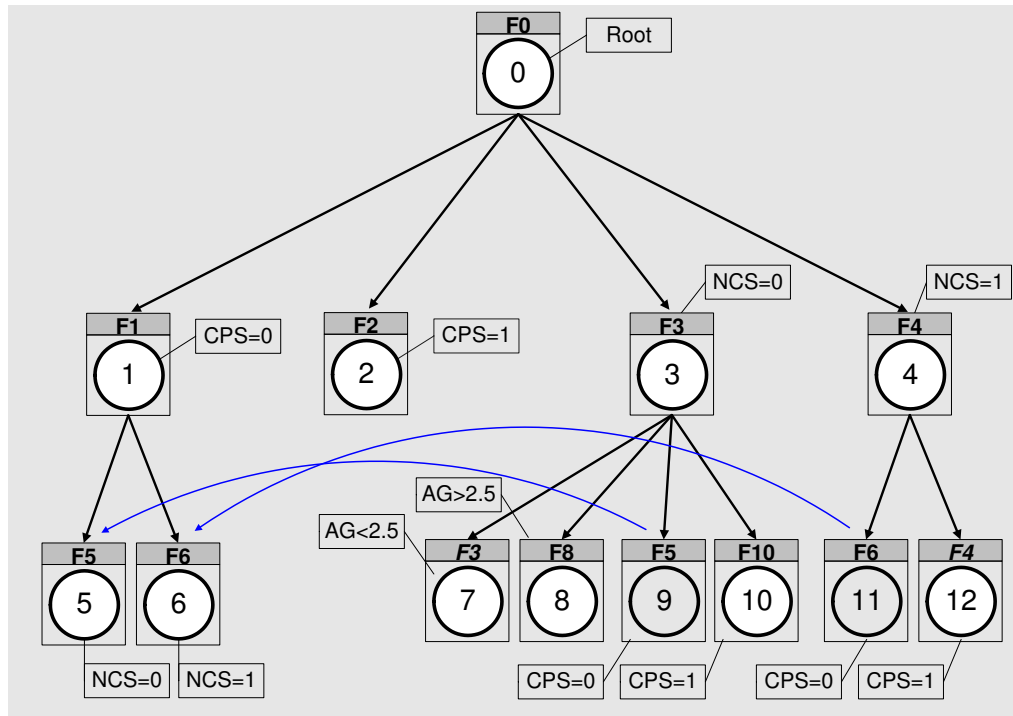 F0
Root
0
NCS=0
NCS=1
F1
F2
F3
F4
CPS=0
CPS=1
1
2
3
4
AG>2.5
AG<2.5
F5
F6
F3
F8
F5
F10
F6
F4
5
6
7
8
9
10
11
12
NCS=0
NCS=1
CPS=0
CPS=1
CPS=0
CPS=1